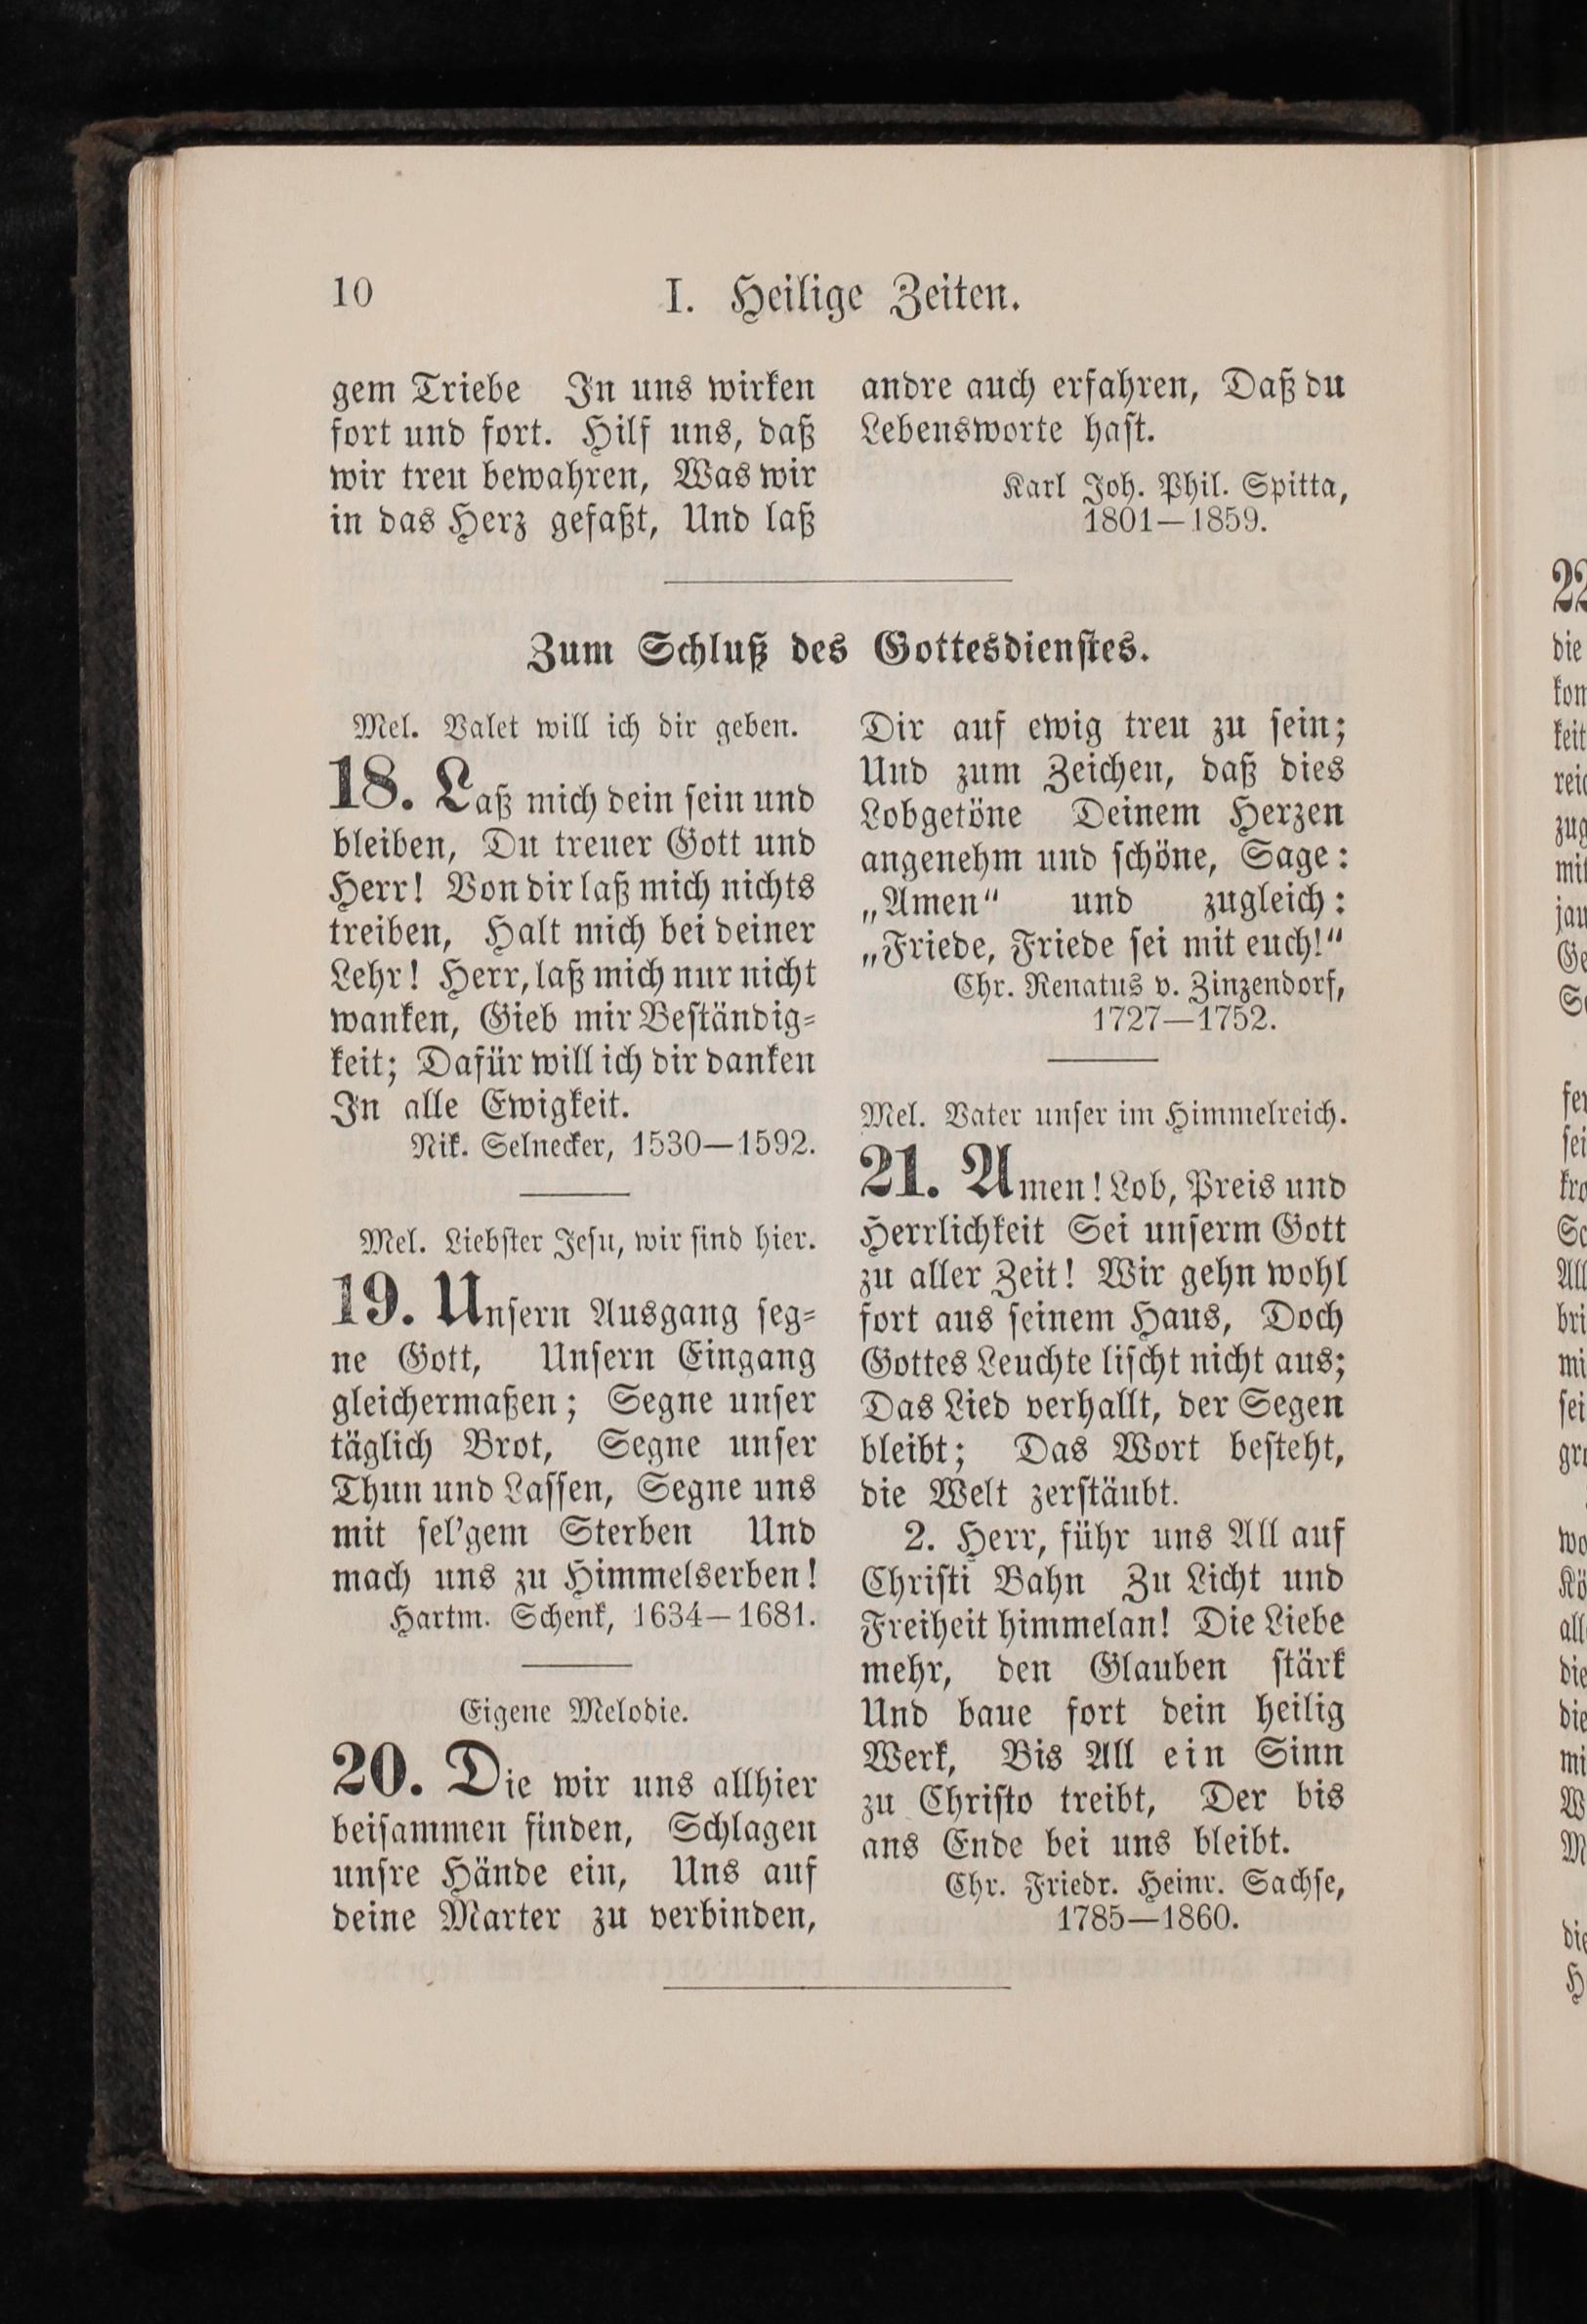 10
I. Heilige Zeiten.
gem Triebe In uns wirken
fort und fort. Hilf uns, daß
wir treu bewahren, Was wir
in das Herz gefaßt, Und laß
andre auch erfahren, Daß du
Lebensworte hast.
Karl Joh. Phil. Spitta,
1801—1859.
Zum Schluß des Gottesdienstes.
Mel. Valet will ich dir geben.
18. Laß mich dein sein und
bleiben, Du treuer Gott und
Herr! Von dir laß mich nichts
treiben, Halt mich bei deiner
Lehr! Herr, laß mich nur nicht
wanken, Gieb mir Beständig-
keit; Dafür will ich dir danken
In alle Ewigkeit.
Nik. Selnecker, 1530—1592.
Mel. Liebster Jesu, wir sind hier.
19. Unsern Ausgang seg-
ne Gott, Unsern Eingang
gleichermaßen; Segne unser
täglich Brot, Segne unser
Thun und Lassen, Segne uns
mit sel'gem Sterben Und
mach uns zu Himmelserben!
Hartm. Schenk, 1634—1681.
Eigene Melodie.
20. Die wir uns allhier
beisammen finden, Schlagen
unsre Hände ein, Uns auf
deine Marter zu verbinden,
Dir auf ewig treu zu sein;
Und zum Zeichen, daß dies
Lobgetöne Deinem Herzen
angenehm und schöne, Sage:
„Amen“ und zugleich:
„Friede, Friede sei mit euch!“
Chr. Renatus v. Zinzendorf,
1727—1752.
Mel. Vater unser im Himmelreich.
21. Amen! Lob, Preis und
Herrlichkeit Sei unserm Gott
zu aller Zeit! Wir gehn wohl
fort aus seinem Haus, Doch
Gottes Leuchte lischt nicht aus;
Das Lied verhallt, der Segen
bleibt; Das Wort besteht,
die Welt zerstäubt.
2. Herr, führ uns All auf
Christi Bahn Zu Licht und
Freiheit himmelan! Die Liebe
mehr, den Glauben stärk
Und baue fort dein heilig
Werk, Bis All ein Sinn
zu Christo treibt, Der bis
ans Ende bei uns bleibt.
Chr. Friedr. Heinr. Sachse,
1785—1860.